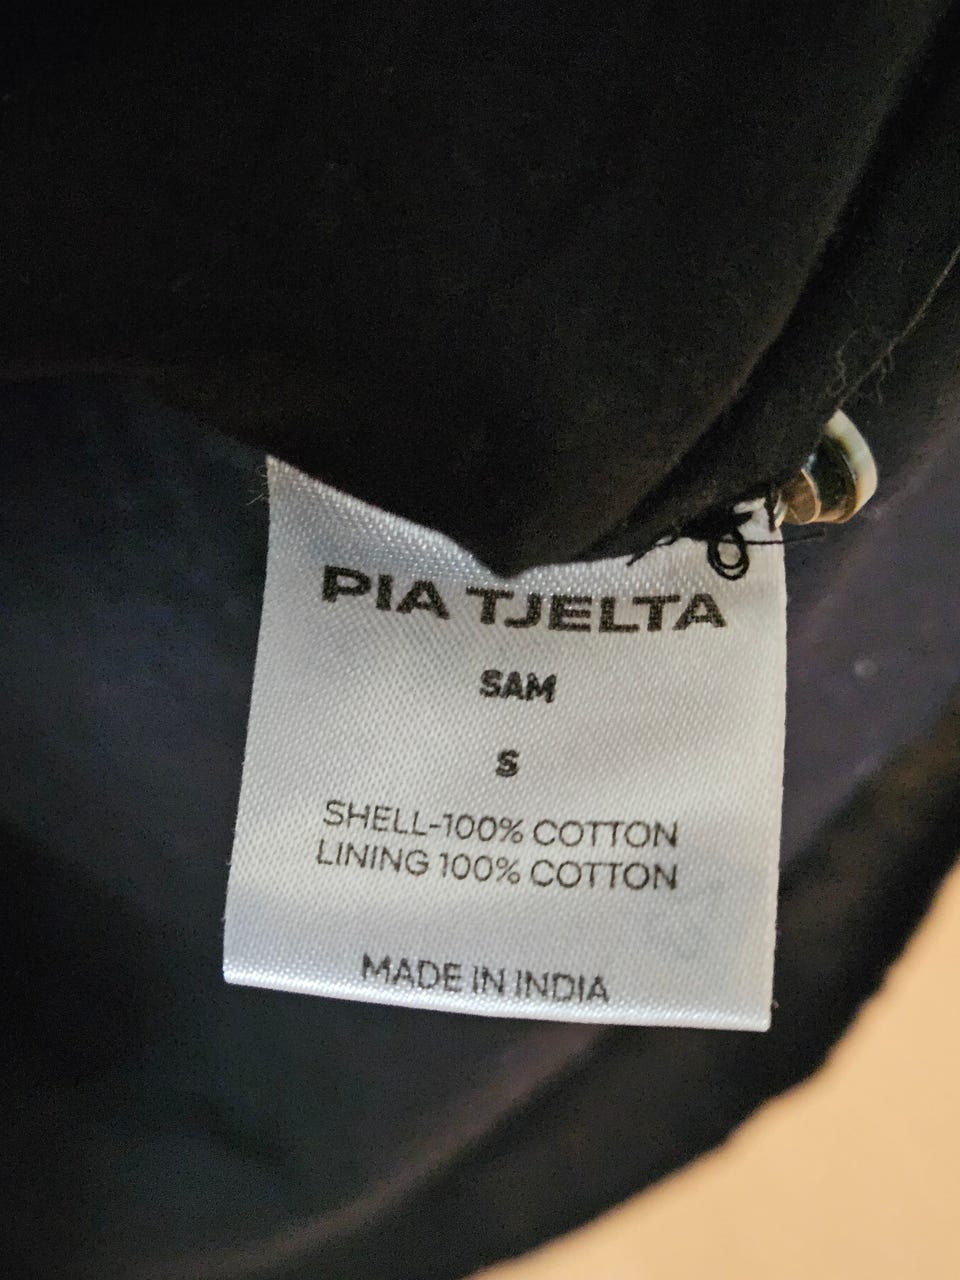 PIA TJELTA
SAM
S
SHELL-100% COTTON
LINING 100% COTTON
MADE IN INDIA